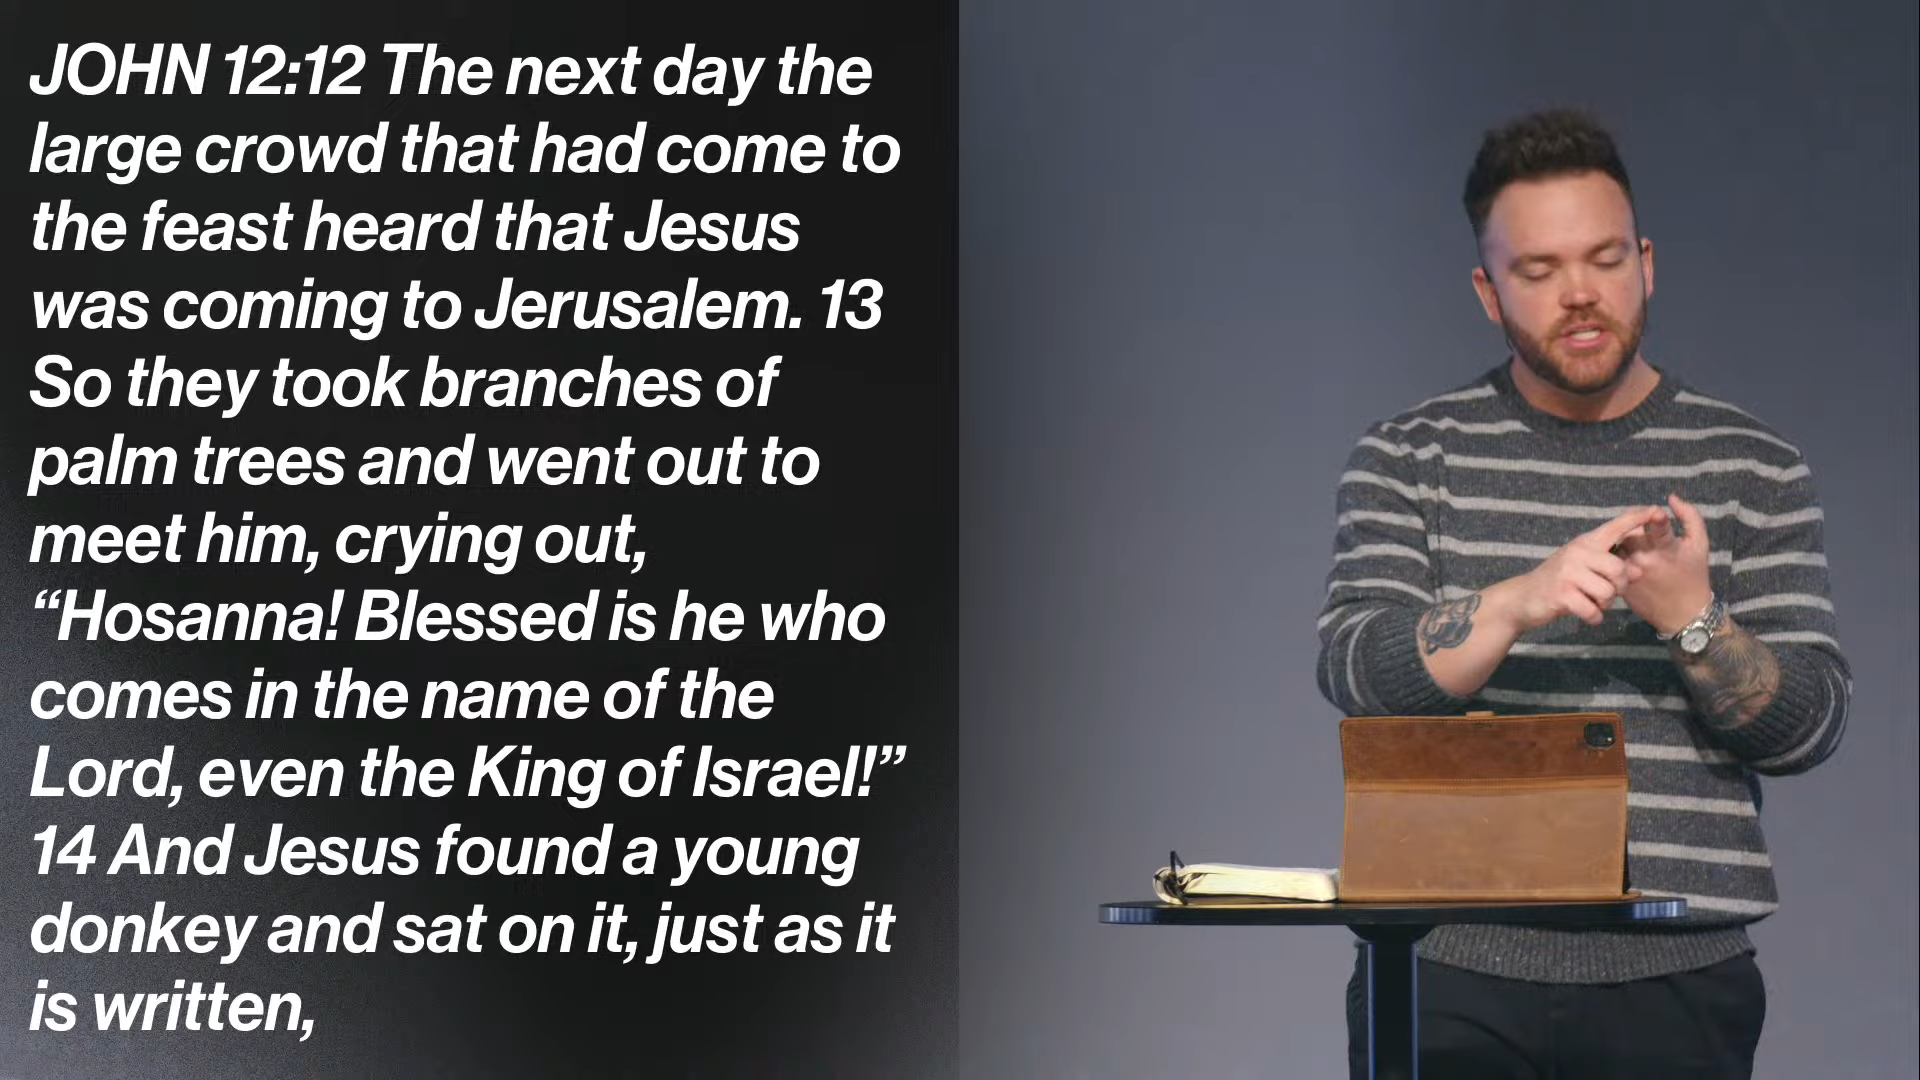 JOHN 12:12 The next day the
large crowd that had come to
the feast heard that Jesus
was coming to Jerusalem. 13
So they took branches of
palm trees and went out to
meet him, crying out,
“Hosanna! Blessed is he who
comes in the name of the
Lord, even the King of Israel!”
14 And Jesus found a young
donkey and sat on it, just as it
is written,